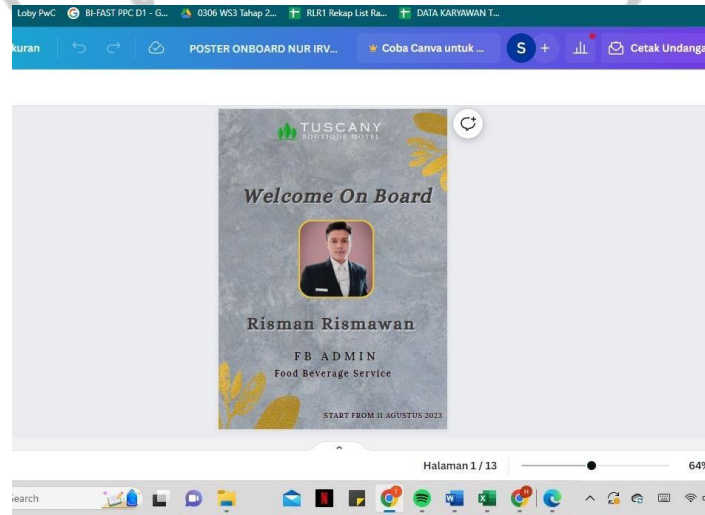 Loby PwC BI-FAST PPC D1 - G... 0306 WS3 Tahap 2... RLR1 Rekap List Ra... DATA KARYAWAN T...
kuran POSTER ONBOARD NUR IRV... Coba Canva untuk ... S + Cetak Undanga
TUSCANY
BOUTIQUE HOTEL
Welcome On Board
Risman Rismawan
FB ADMIN
Food Beverage Service
START FROM 11 AGUSTUS 2023
Halaman 1 / 13 64%
Search